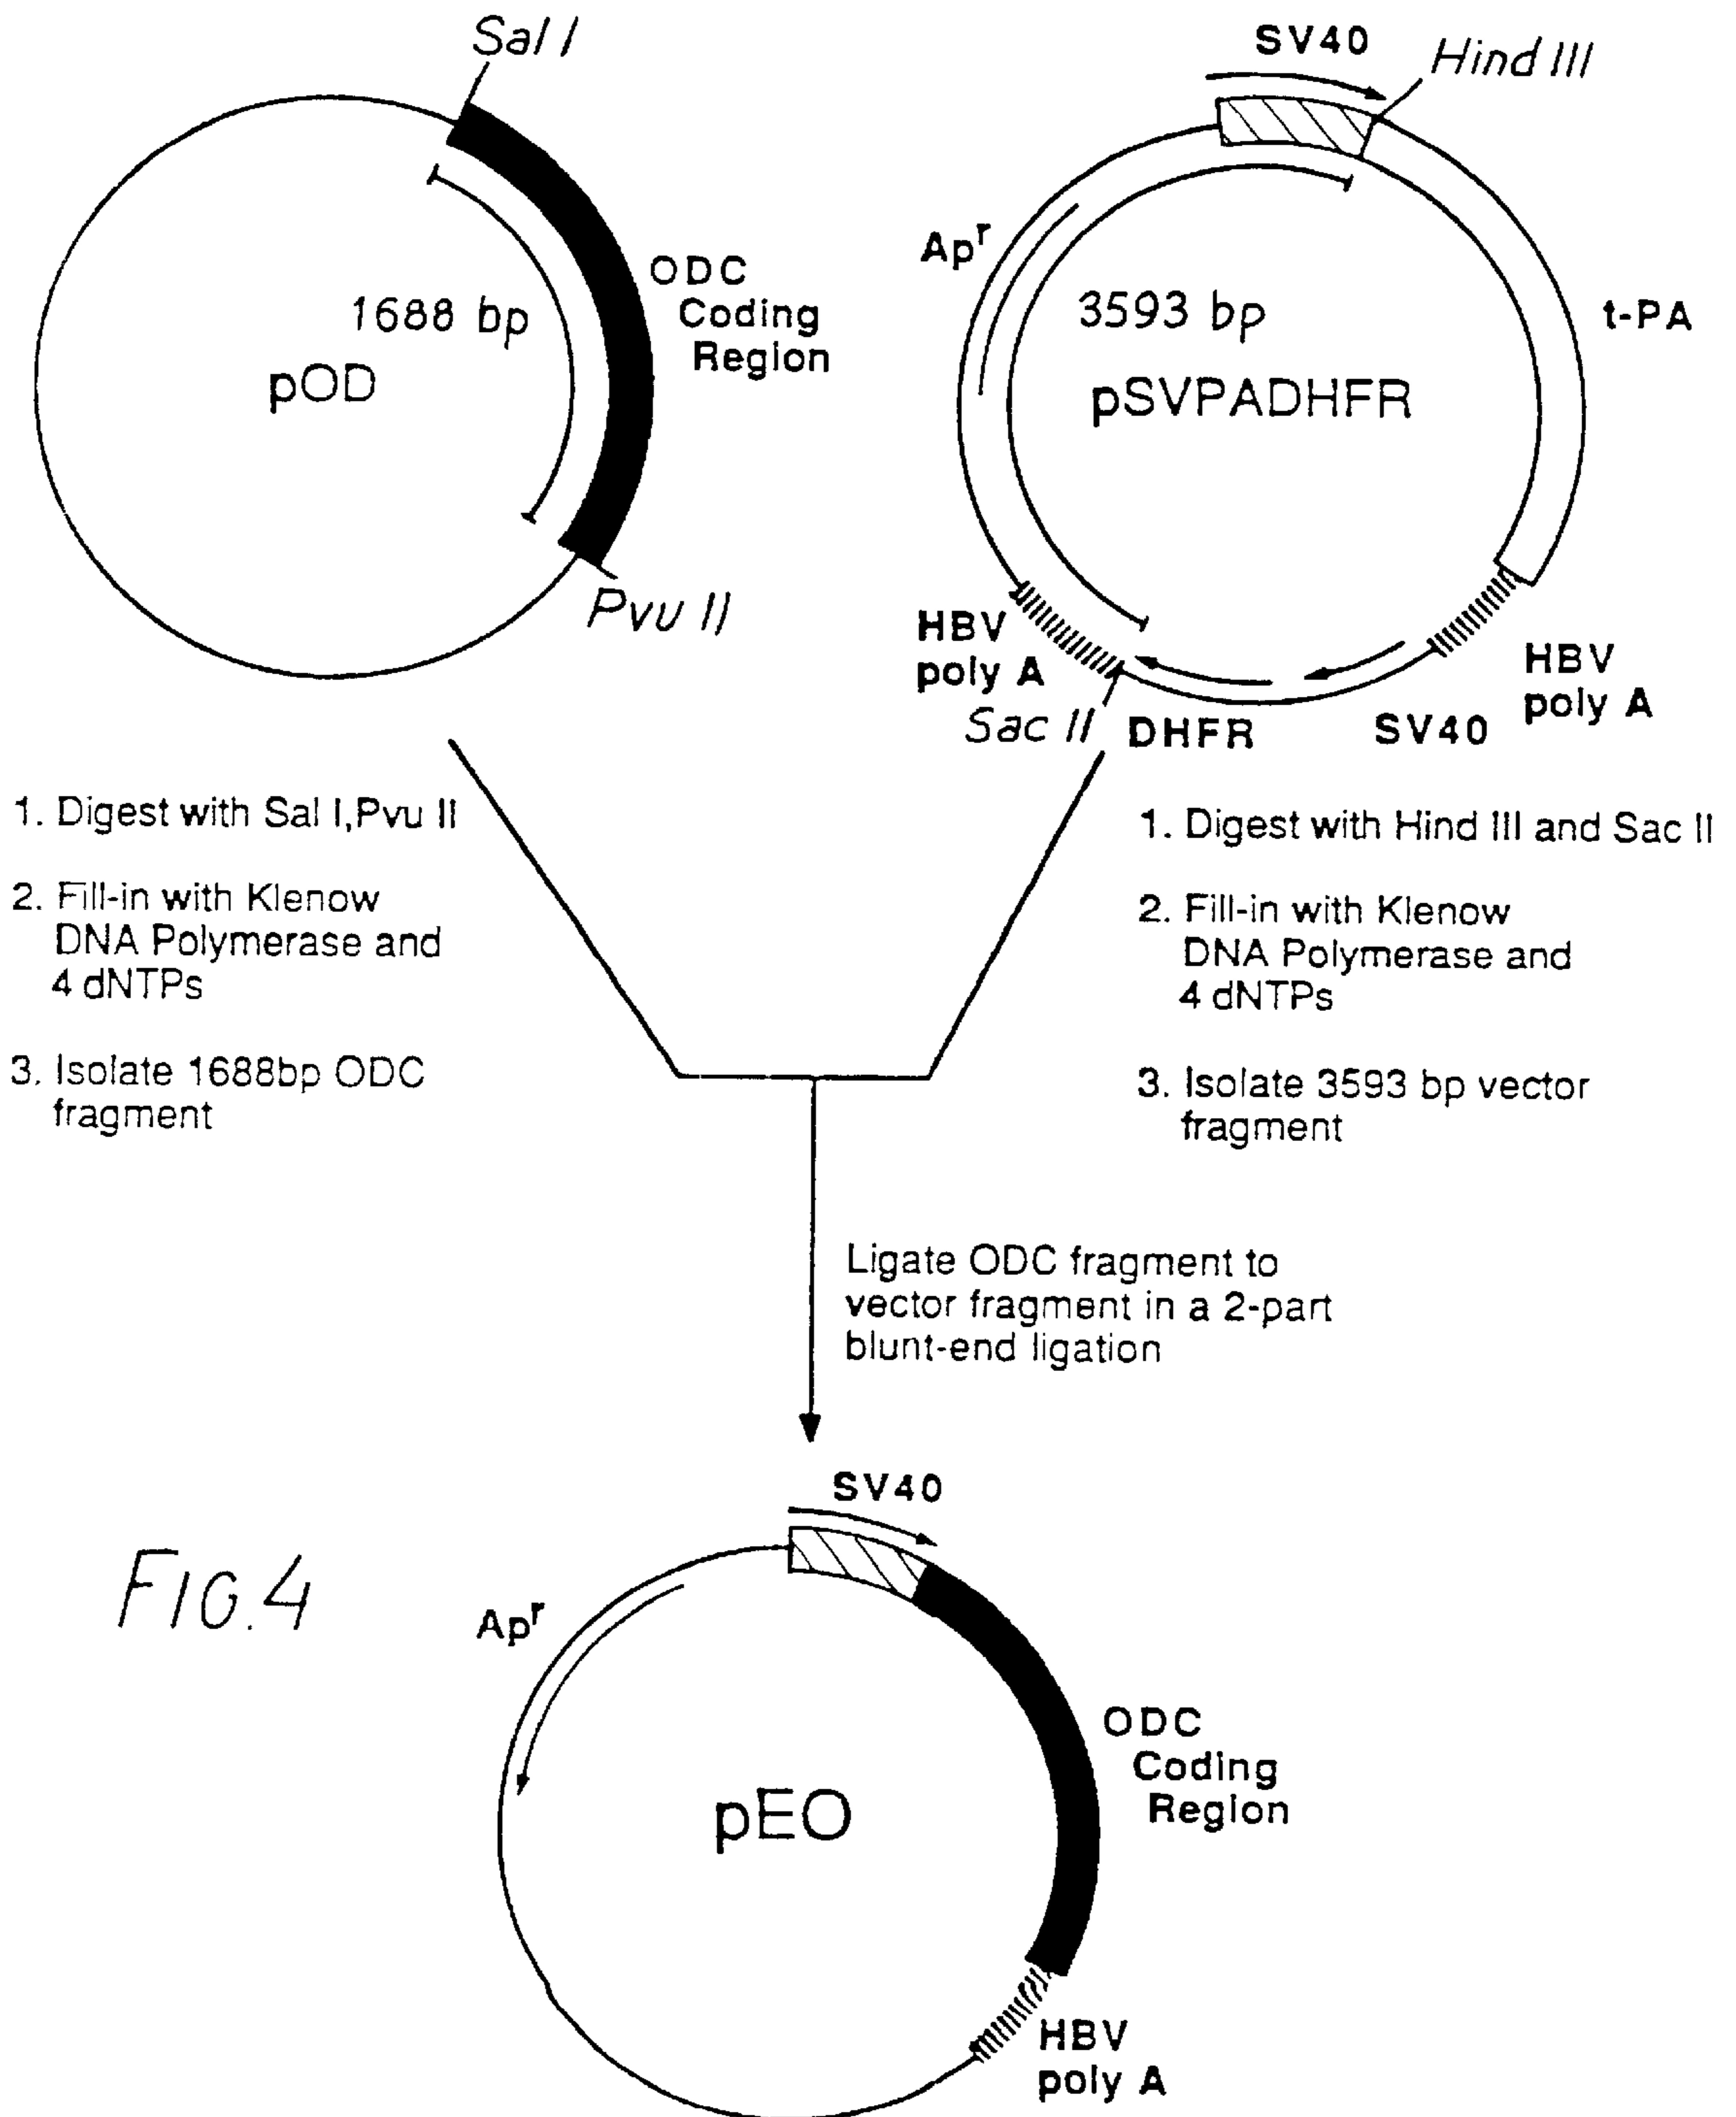 Sal I
ODC
Coding
Region
1688 bp
pOD
Pvu II
SV40
Hind III
Apr
3593 bp
pSVPADHFR
t-PA
HBV
poly A
Sac II
DHFR
SV40
HBV
poly A
1. Digest with Sal I,Pvu II
2. Fill-in with Klenow
DNA Polymerase and
4 dNTPs
3. Isolate 1688bp ODC
fragment
1. Digest with Hind III and Sac II
2. Fill-in with Klenow
DNA Polymerase and
4 dNTPs
3. Isolate 3593 bp vector
fragment
Ligate ODC fragment to
vector fragment in a 2-part
blunt-end ligation
FIG.4
SV40
Apr
pEO
ODC
Coding
Region
HBV
poly A